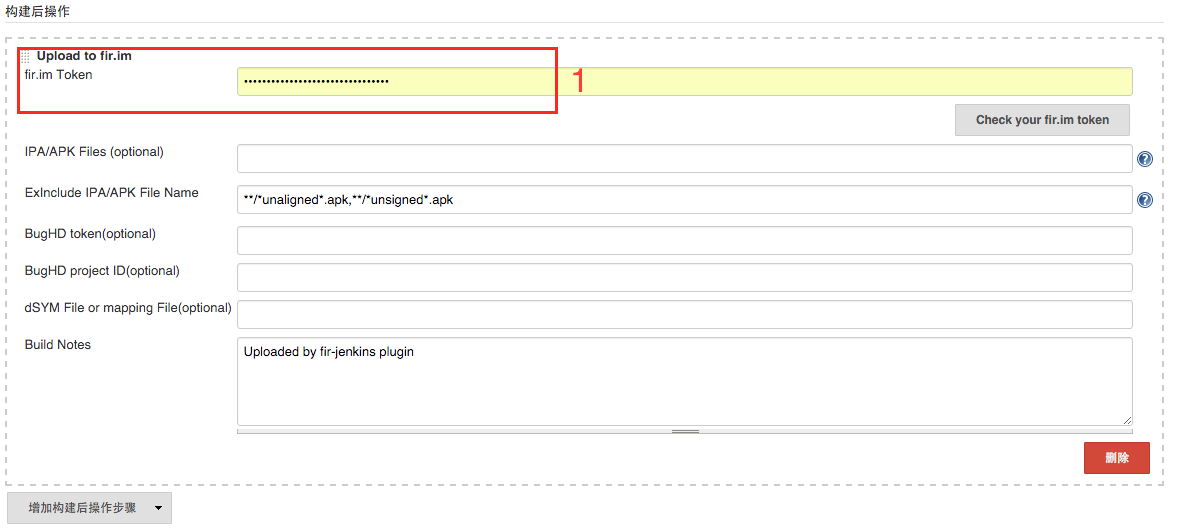 构建后操作
Upload to fir.im
fir.im Token
••••••••••••••••••••••••••••••••
1
Check your fir.im token
IPA/APK Files (optional)
ExInclude IPA/APK File Name
**/*unaligned*.apk,**/*unsigned*.apk
BugHD token(optional)
BugHD project ID(optional)
dSYM File or mapping File(optional)
Build Notes
Uploaded by fir-jenkins plugin
删除
增加构建后操作步骤